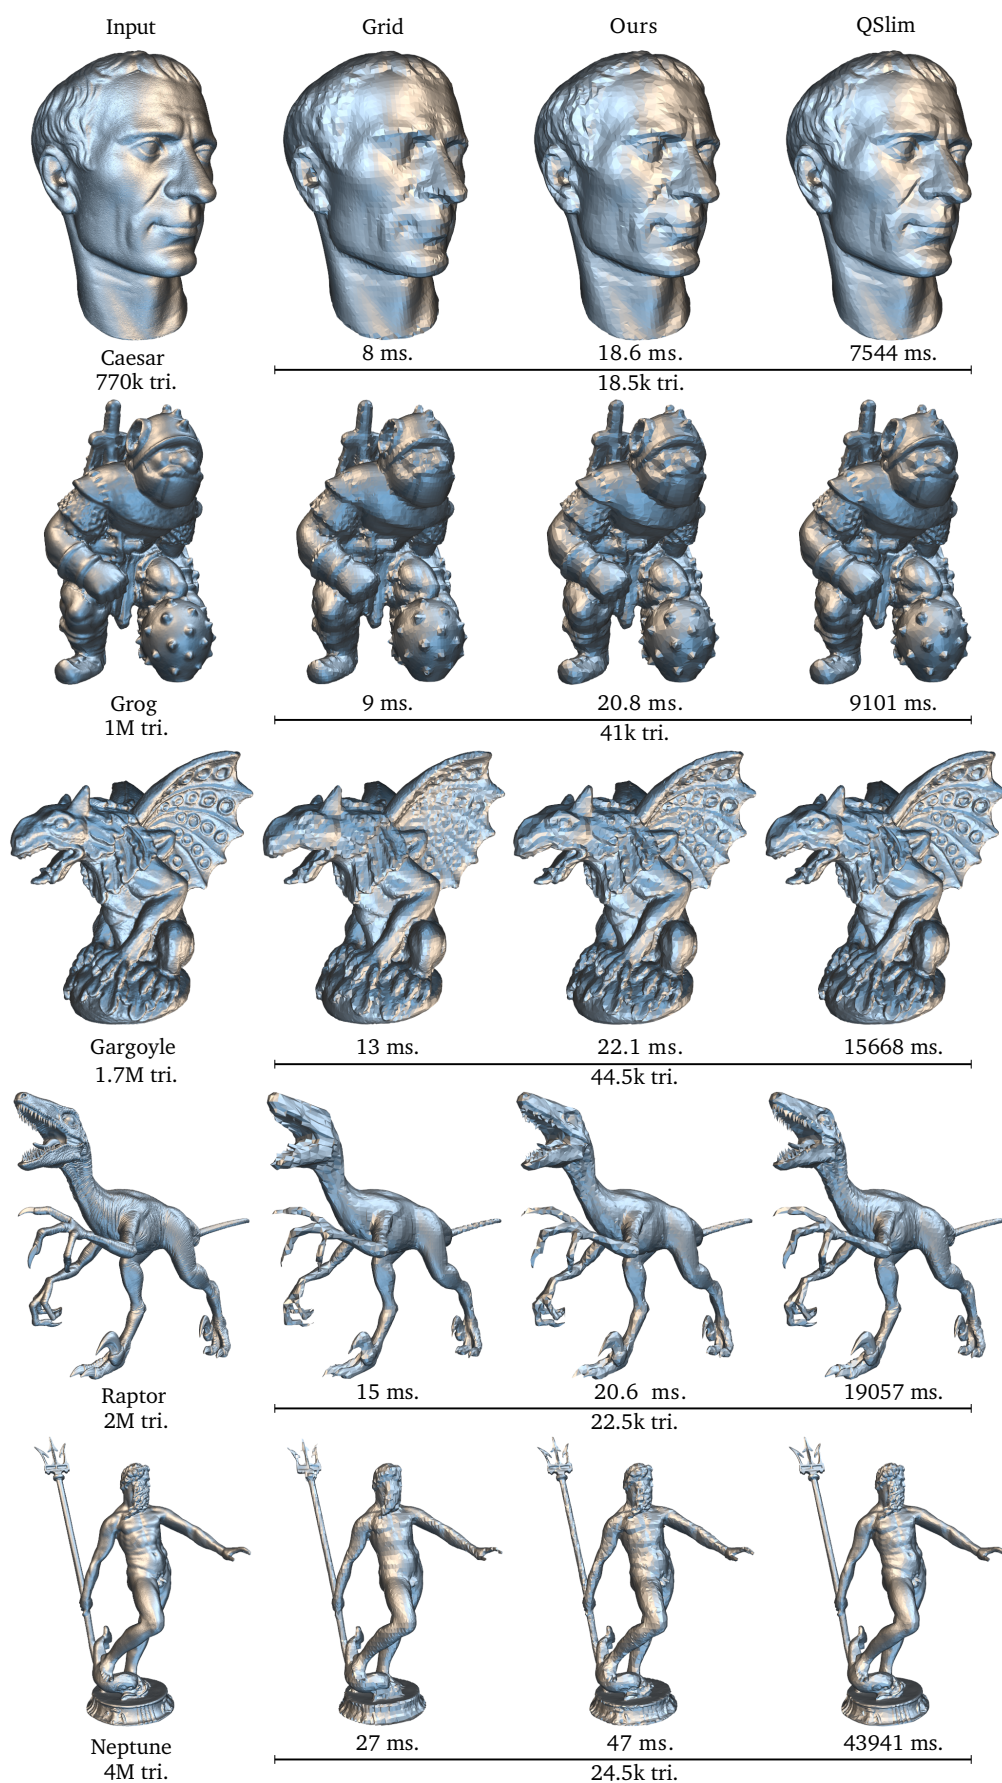 Input Grid Ours QSlim
Caesar 8 ms. 18.6 ms. 7544 ms.
770k tri. 18.5k tri.
Grog 9 ms. 20.8 ms. 9101 ms.
1M tri. 41k tri.
Gargoyle 13 ms. 22.1 ms. 15668 ms.
1.7M tri. 44.5k tri.
Raptor 15 ms. 20.6 ms. 19057 ms.
2M tri. 22.5k tri.
Neptune 27 ms. 47 ms. 43941 ms.
4M tri. 24.5k tri.